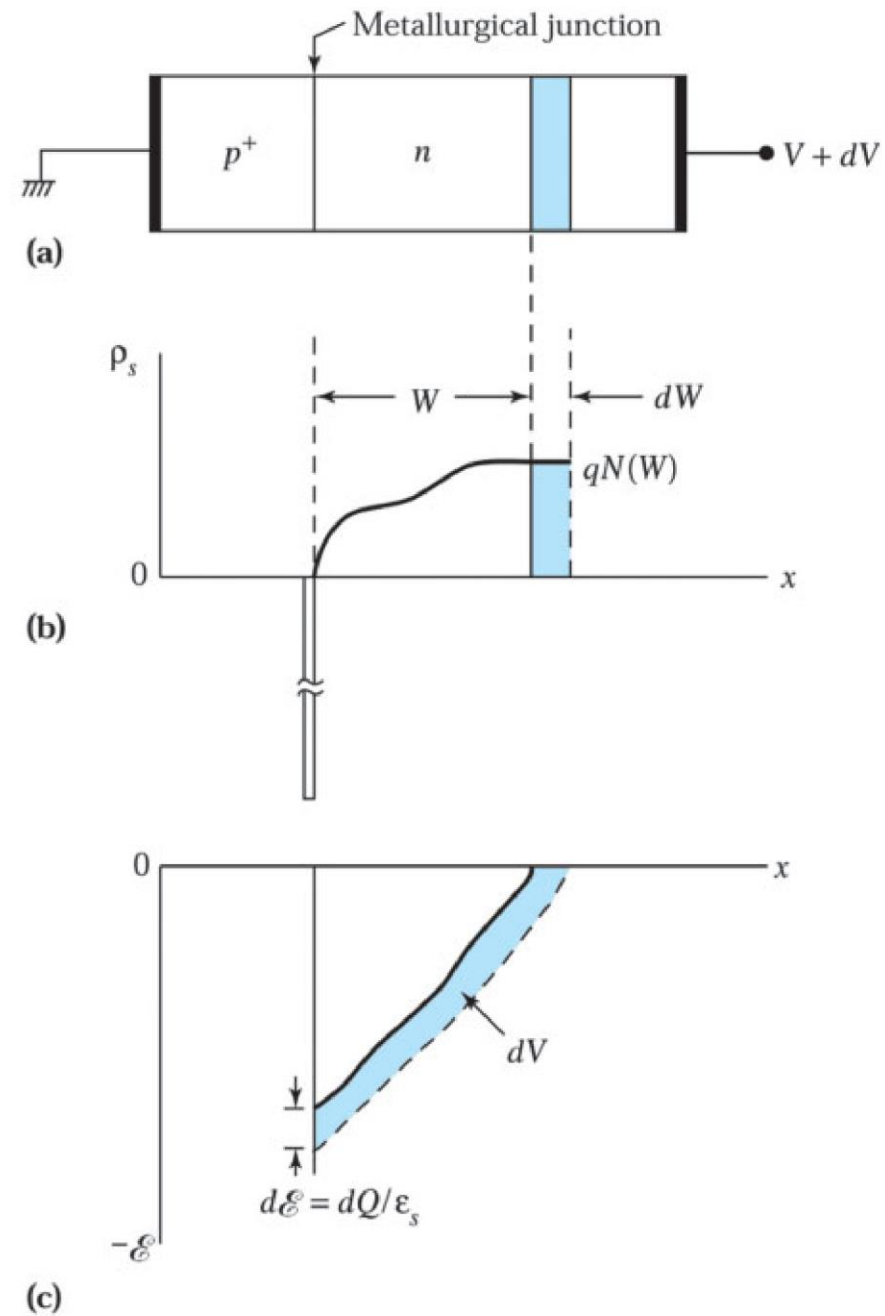 Metallurgical junction
p⁺
n
V + dV
(a)
ρₛ
W
dW
qN(W)
0
x
(b)
0
x
dV
dℰ = dQ/εₛ
−ℰ
(c)